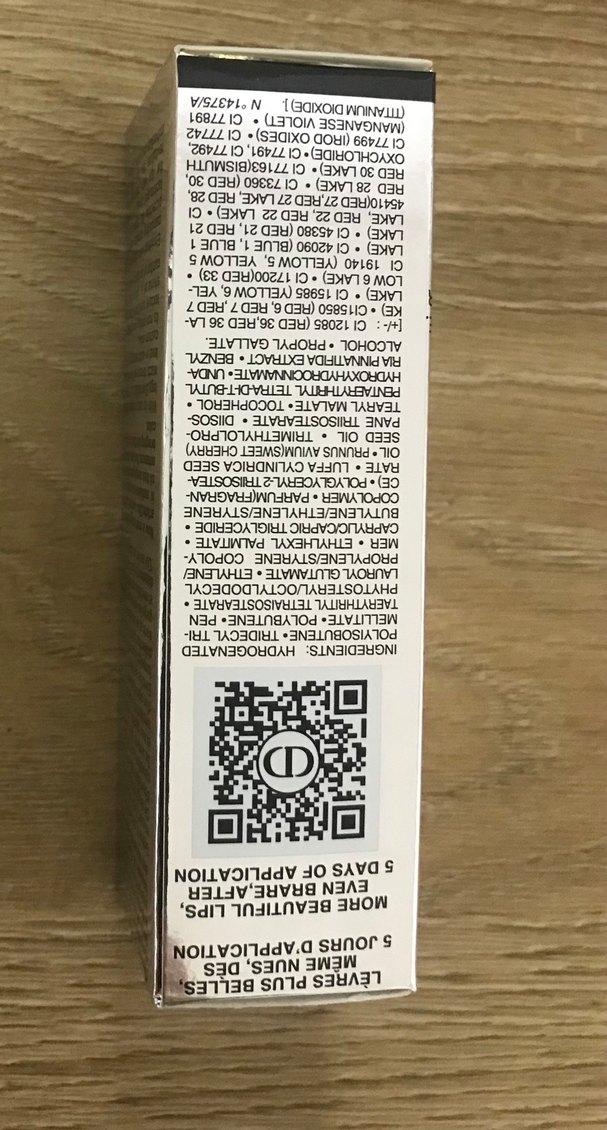 LÈVRES PLUS BELLES,
MÊME NUES, DÈS
5 JOURS D'APPLICATION
MORE BEAUTIFUL LIPS,
EVEN BRARE,AFTER
5 DAYS OF APPLICATION
CD
INGREDIENTS: HYDROGENATED
POLYISOBUTENE • TRIDECYL TRI-
MELLITATE • POLYBUTENE • PEN
TAERTHRITYL TETRAISOSTEARATE •
PHYTOSTERYL/OCTYLDODECYL
LAUROYL GLUTAMATE • ETHYLENE/
PROPYLENE/STYRENE COPOLY-
MER • ETHYLHEXYL PALMITATE •
CAPRYLIC/CAPRIC TRIGLYCERIDE •
BUTYLENE/ETHYLENE/STYRENE
COPOLYMER • PARFUM(FRAGRAN-
CE) • POLYGLYCERYL-2 TRIISOSTEA-
RATE • LUFFA CYLINDRICA SEED
OIL • PRUNUS AVIUM(SWEET CHERRY)
SEED OIL • TRIMETHYLOLPRO-
PANE TRIISOSTEARATE • DIISOS-
TEARYL MALATE • TOCOPHEROL •
PENTAERYTHRITYL TETRA-DI-T-BUTYL
HYDROXYHYDROCINNAMATE • UNDA-
RIA PINNATIFIDA EXTRACT • BENZYL
ALCOHOL • PROPYL GALLATE.
[+/-: CI 12085 (RED 36,RED 36 LA-
KE) • CI15850 (RED 6, RED 7 ,RED 7
LAKE) • CI 15985 (YELLOW 6, YEL-
LOW 6 LAKE) • CI 17200(RED 33) •
CI 19140 (YELLOW 5, YELLOW 5
LAKE) • CI 42090 (BLUE 1, BLUE 1
LAKE) • CI 45380 (RED 21, RED 21
LAKE, RED 22, RED 22 LAKE) • CI
45410(RED 27,RED 27 LAKE, RED 28,
RED 28 LAKE) • CI 73360 (RED 30,
RED 30 LAKE) • CI 77163(BISMUTH
OXYCHLORIDE) • CI 77491, CI 77492,
CI 77499 (IROD OXIDES) • CI 77742
(MANGANESE VIOLET) • CI 77891
(TITANIUM DIOXIDE)]. N °14375/A